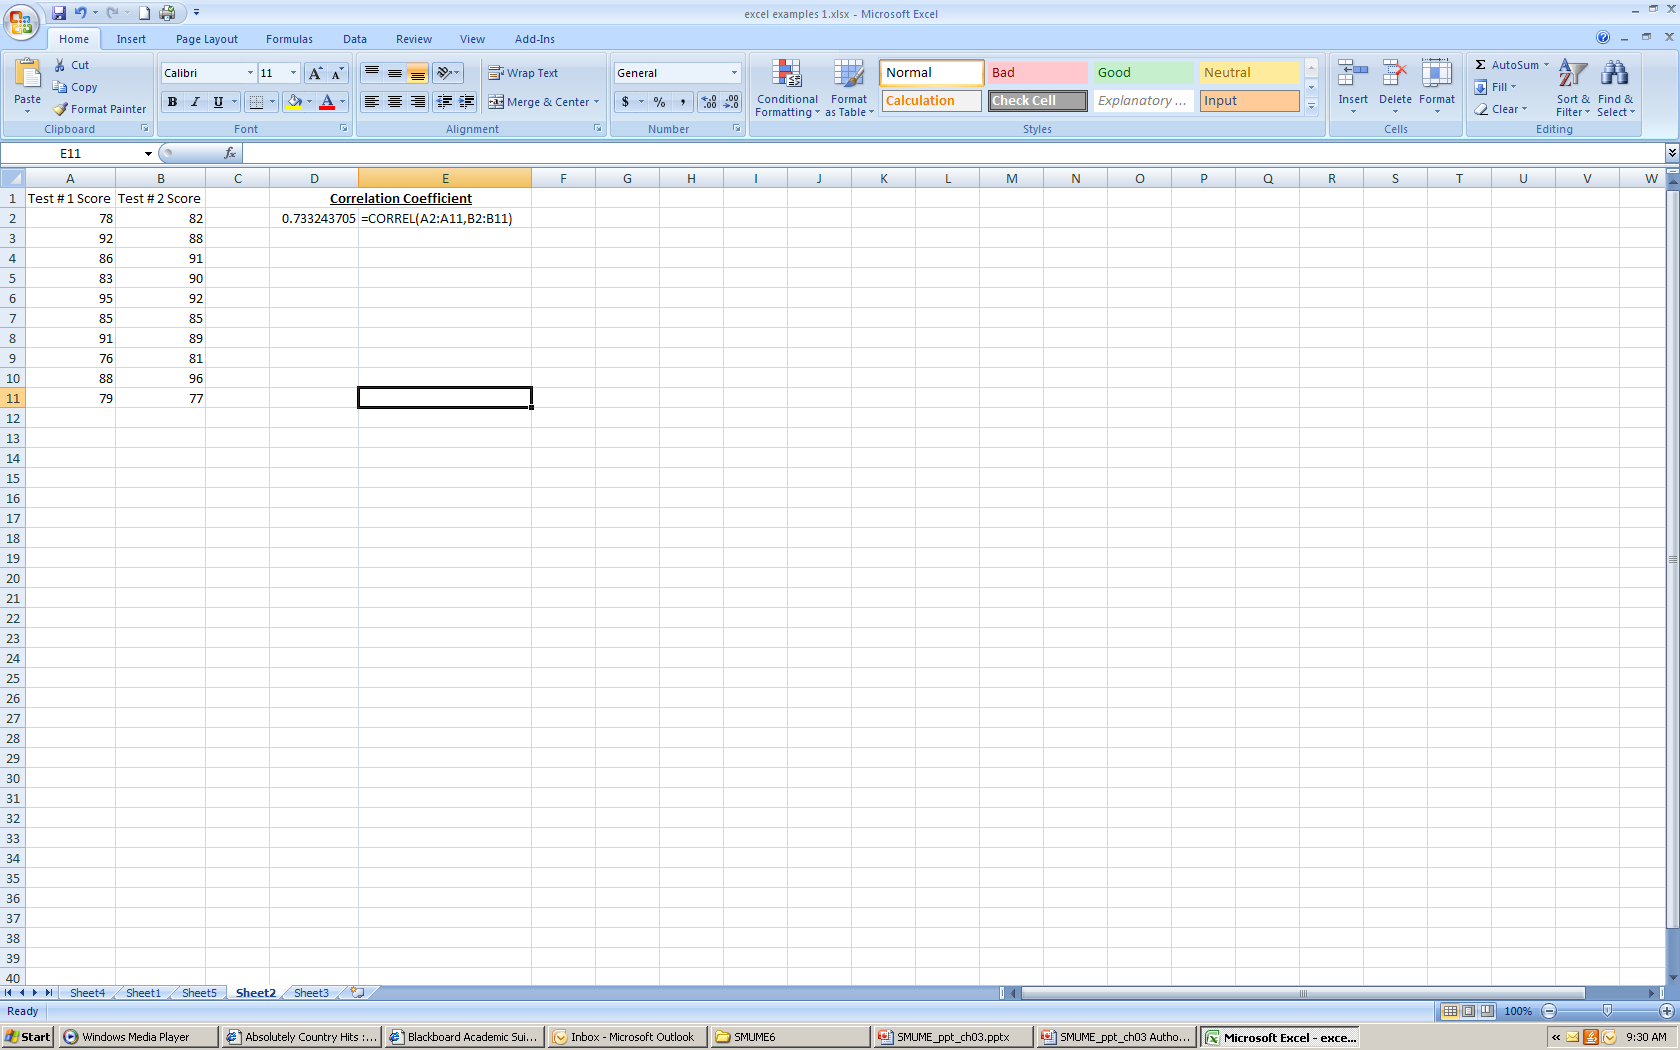 excel examples 1.xlsx - Microsoft Excel
Home Insert Page Layout Formulas Data Review View Add-Ins
Paste Cut Copy Format Painter
Clipboard
Calibri 11
B I U
Font
Wrap Text
Merge & Center
Alignment
General
$ % ,
Number
Conditional Formatting Format as Table
Normal Bad Good Neutral
Calculation Check Cell Explanatory ... Input
Styles
Insert Delete Format
Cells
Σ AutoSum Fill Clear
Sort & Filter Find & Select
Editing
E11 fx
A B C D E F G H I J K L M N O P Q R S T U V W
1 Test # 1 Score Test # 2 Score Correlation Coefficient
2 78 82 0.733243705 =CORREL(A2:A11,B2:B11)
3 92 88
4 86 91
5 83 90
6 95 92
7 85 85
8 91 89
9 76 81
10 88 96
11 79 77
12
13
14
15
16
17
18
19
20
21
22
23
24
25
26
27
28
29
30
31
32
33
34
35
36
37
38
39
40
Sheet4 Sheet1 Sheet5 Sheet2 Sheet3
Ready 100%
Start Windows Media Player Absolutely Country Hits :... Blackboard Academic Sui... Inbox - Microsoft Outlook SMUME6 SMUME_ppt_ch03.pptx SMUME_ppt_ch03 Autho... Microsoft Excel - exce... « 9:30 AM